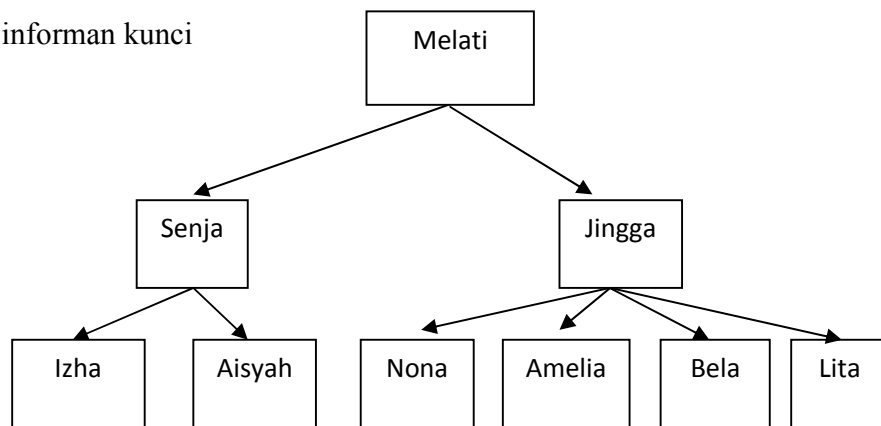 informan kunci
Melati
Senja
Jingga
Izha
Aisyah
Nona
Amelia
Bela
Lita